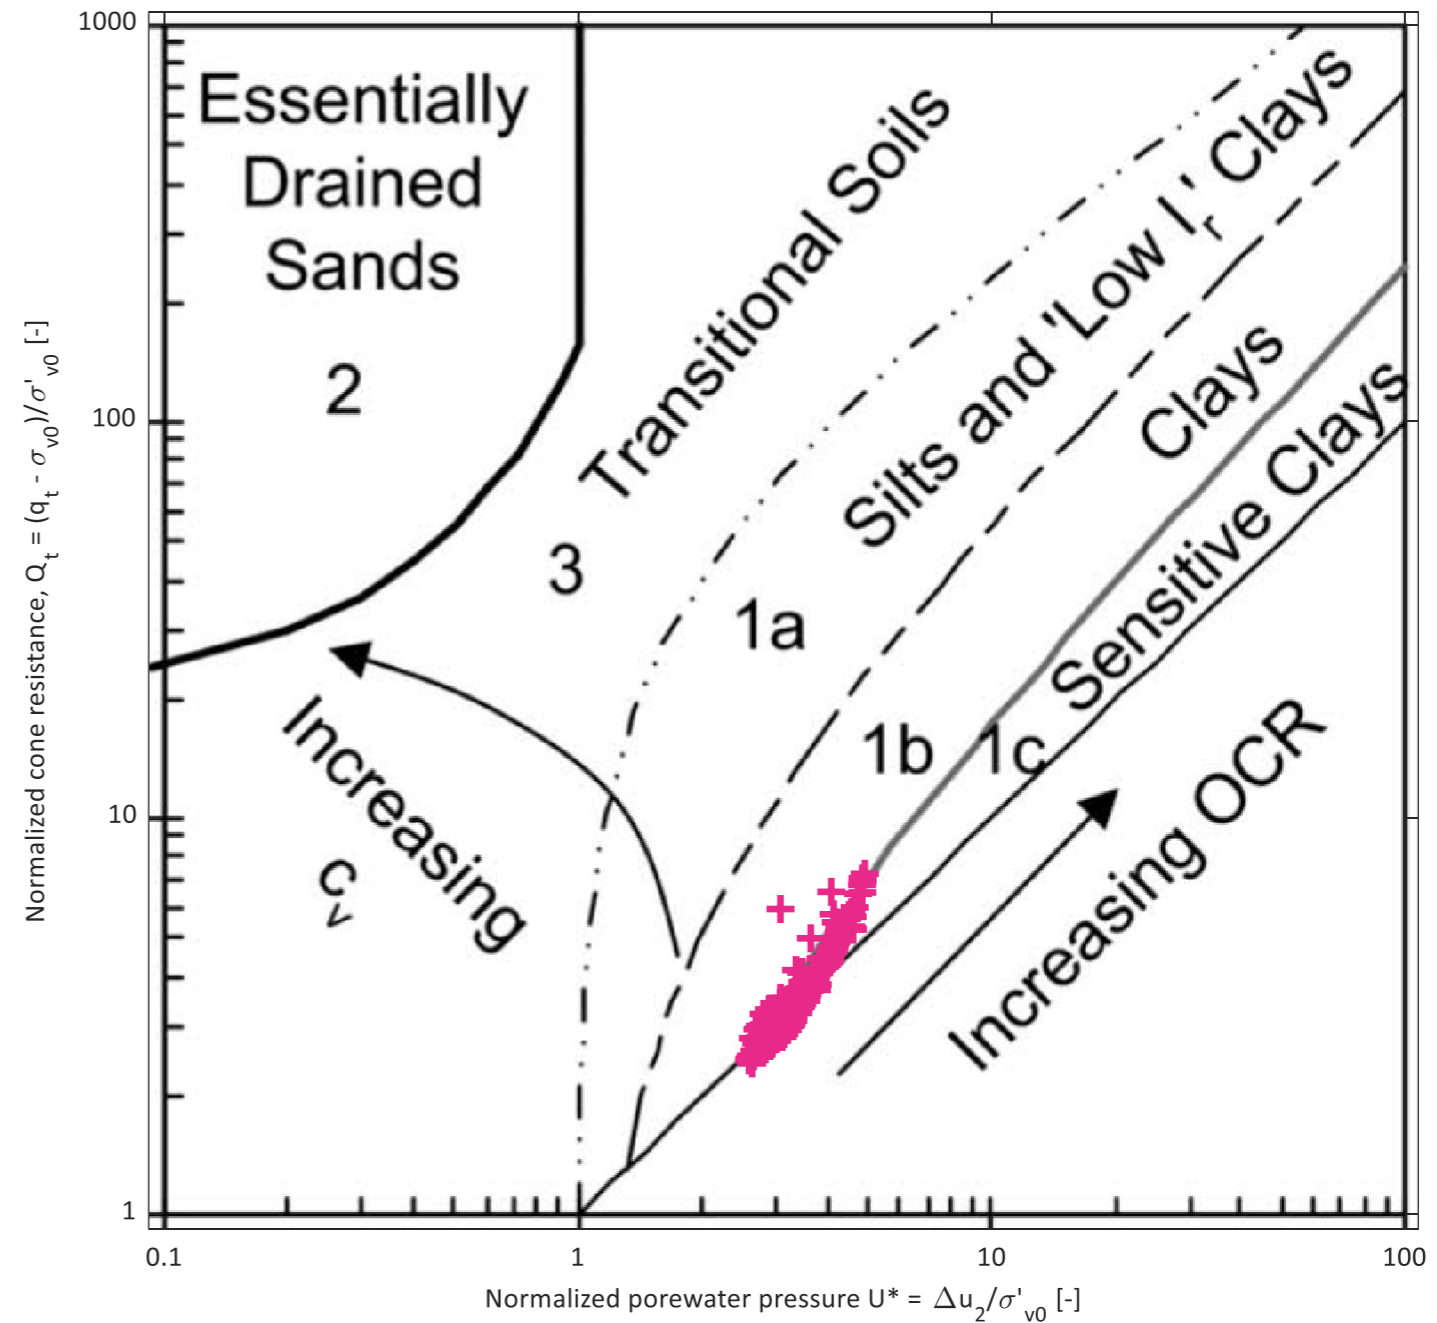 1000
100
10
1
Normalized cone resistance, Qt = (qt - σv0)/σ'v0 [-]
Essentially
Drained
Sands
2
Transitional Soils
3
Silts and 'Low Ir' Clays
1a
Clays
1b
Sensitive Clays
1c
Increasing
cv
Increasing OCR
0.1
1
10
100
Normalized porewater pressure U* = Δu2/σ'v0 [-]